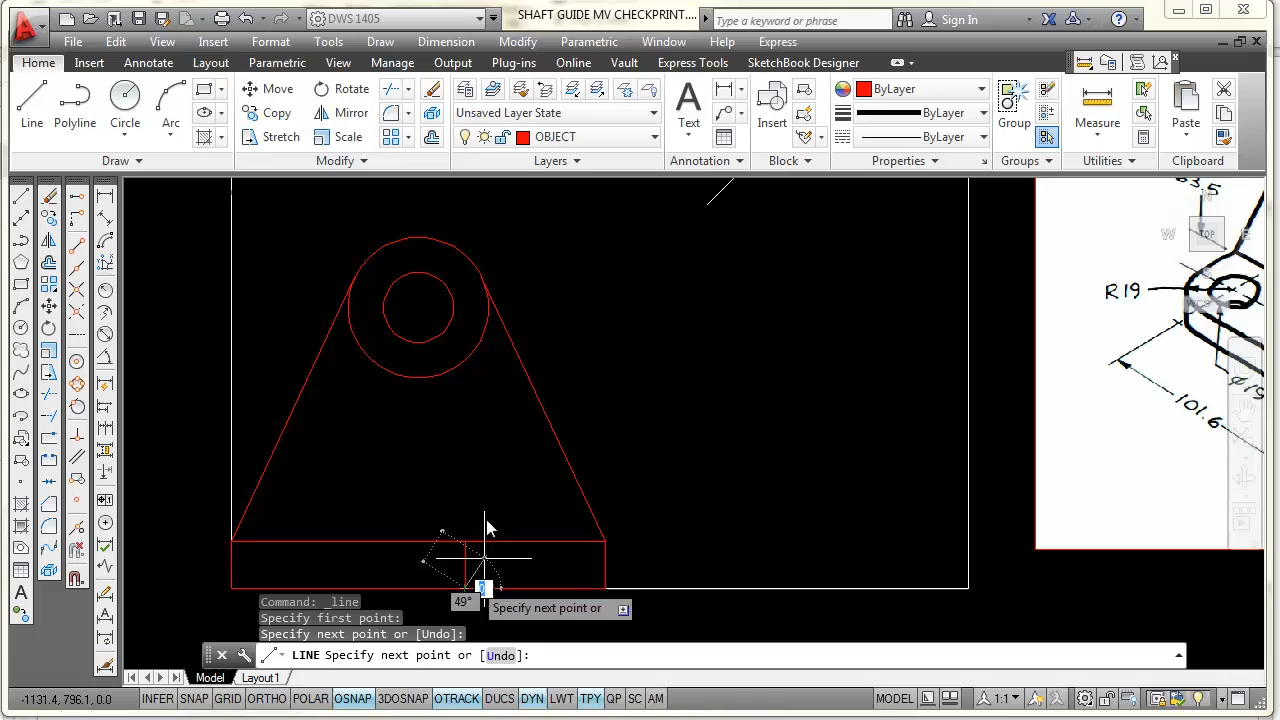 DWS 1405
SHAFT GUIDE MV CHECKPRINT....
Type a keyword or phrase
Sign In
File Edit View Insert Format Tools Draw Dimension Modify Parametric Window Help Express
Home Insert Annotate Layout Parametric View Manage Output Plug-ins Online Vault Express Tools SketchBook Designer
Line Polyline Circle Arc
Move Rotate
Copy Mirror
Stretch Scale
Unsaved Layer State
OBJECT
Text
Insert
ByLayer
ByLayer
ByLayer
Group
Measure
Paste
Draw Modify Layers Annotation Block Properties Groups Utilities Clipboard
63.5
N
W TOP E
S
WCS
R19
ϕ19
101.6
Command: _line
Specify first point:
Specify next point or [Undo]:
49°
0
Specify next point or
LINE Specify next point or [Undo]:
Model Layout1
-1131.4, 796.1, 0.0 INFER SNAP GRID ORTHO POLAR OSNAP 3DOSNAP OTRACK DUCS DYN LWT TPY QP SC AM MODEL 1:1